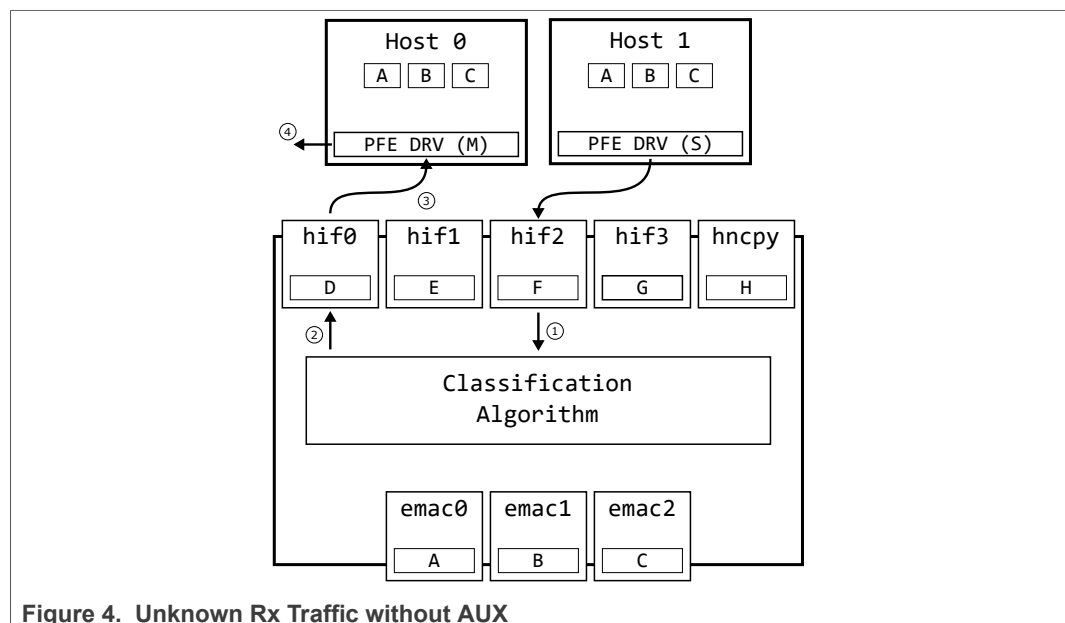 Host 0
A B C
PFE DRV (M)
Host 1
A B C
PFE DRV (S)
④
③
hif0 hif1 hif2 hif3 hncpy
D E F G H
②
①
Classification
Algorithm
emac0 emac1 emac2
A B C
Figure 4. Unknown Rx Traffic without AUX